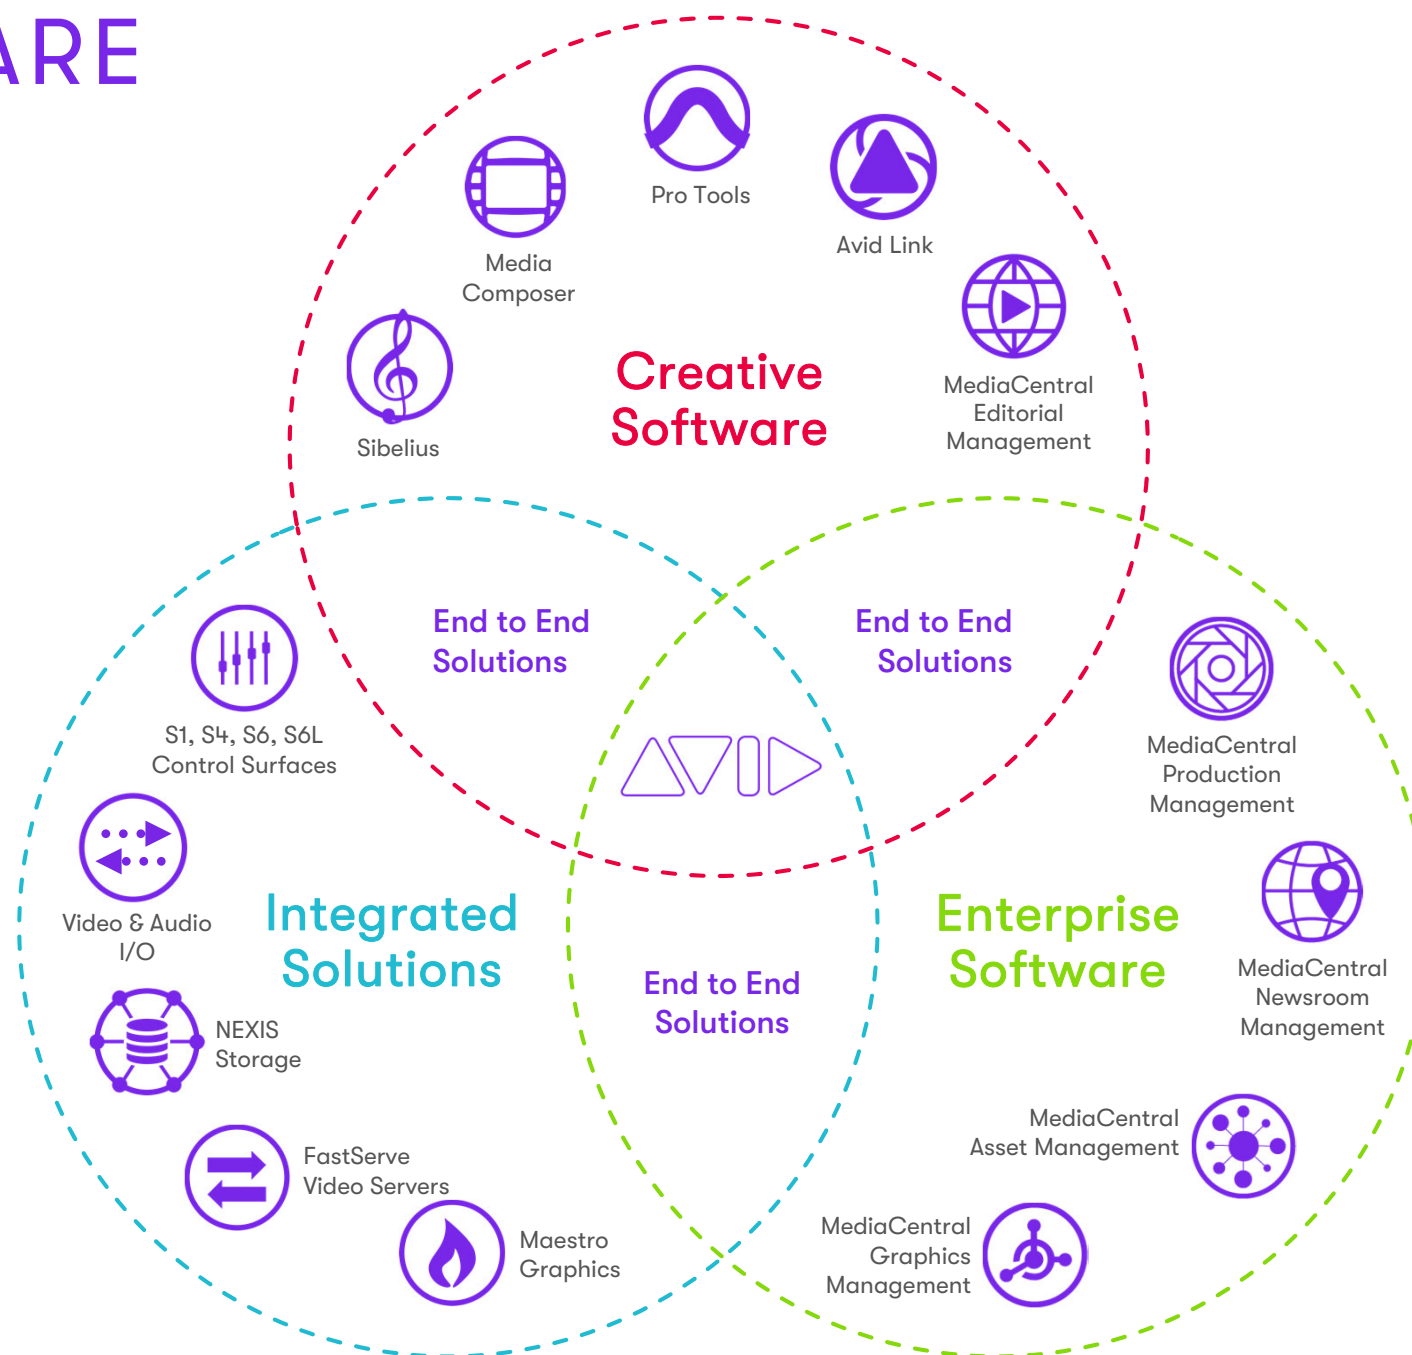 ARE
Pro Tools
Avid Link
Media
Composer
MediaCentral
Editorial
Management
Sibelius
Creative
Software
End to End
Solutions
End to End
Solutions
S1, S4, S6, S6L
Control Surfaces
AVID
MediaCentral
Production
Management
Video & Audio
I/O
Integrated
Solutions
Enterprise
Software
MediaCentral
Newsroom
Management
End to End
Solutions
NEXIS
Storage
FastServe
Video Servers
MediaCentral
Asset Management
Maestro
Graphics
MediaCentral
Graphics
Management